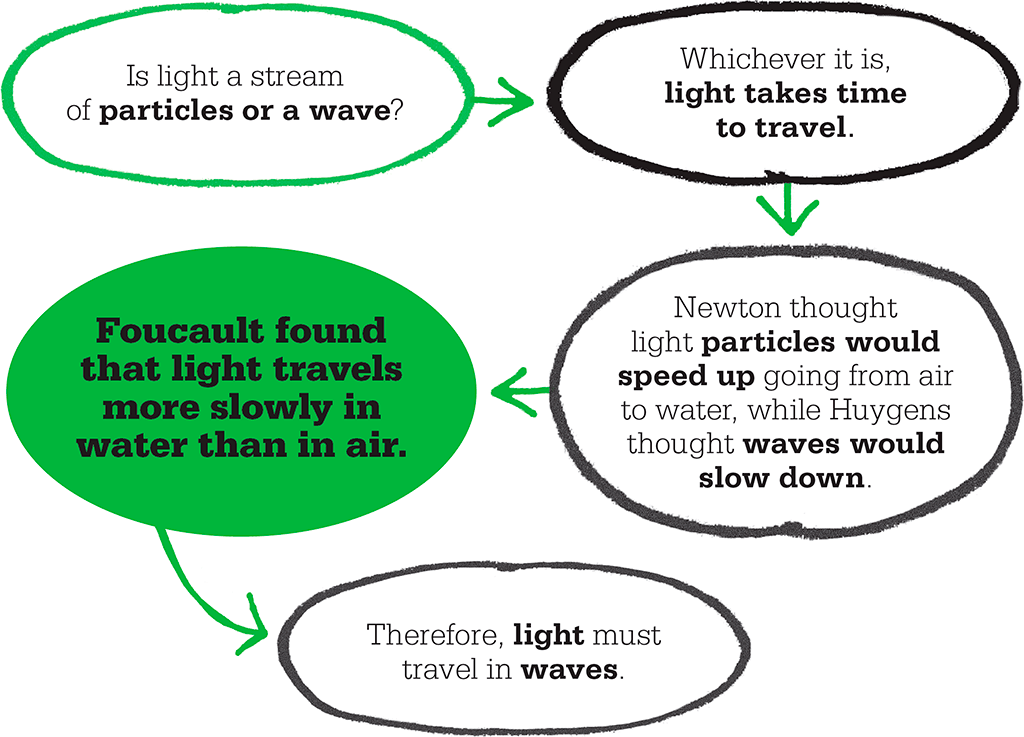 Is light a stream
of particles or a wave?
Whichever it is,
light takes time
to travel.
Newton thought
light particles would
speed up going from air
to water, while Huygens
thought waves would
slow down.
Foucault found
that light travels
more slowly in
water than in air.
Therefore, light must
travel in waves.